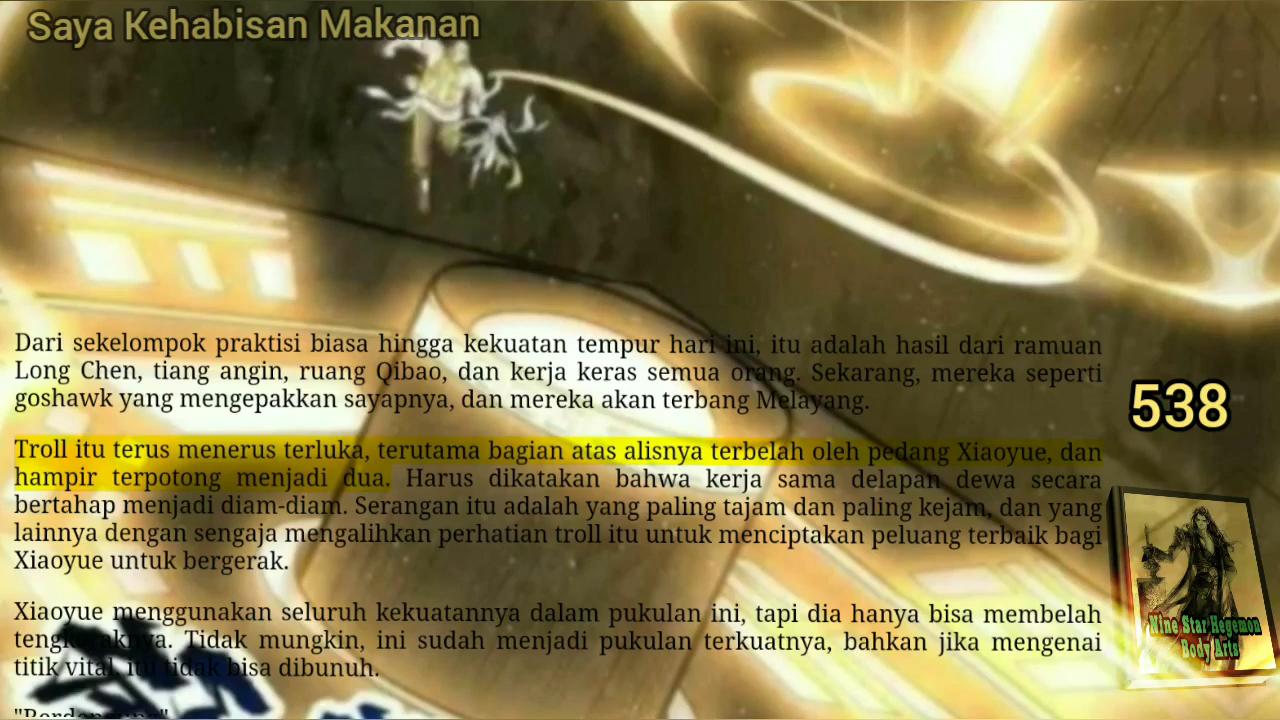 Saya Kehabisan Makanan
Dari sekelompok praktisi biasa hingga kekuatan tempur hari ini, itu adalah hasil dari ramuan
Long Chen, tiang angin, ruang Qibao, dan kerja keras semua orang. Sekarang, mereka seperti
goshawk yang mengepakkan sayapnya, dan mereka akan terbang Melayang.
Troll itu terus menerus terluka, terutama bagian atas alisnya terbelah oleh pedang Xiaoyue, dan
hampir terpotong menjadi dua. Harus dikatakan bahwa kerja sama delapan dewa secara
bertahap menjadi diam-diam. Serangan itu adalah yang paling tajam dan paling kejam, dan yang
lainnya dengan sengaja mengalihkan perhatian troll itu untuk menciptakan peluang terbaik bagi
Xiaoyue untuk bergerak.
Xiaoyue menggunakan seluruh kekuatannya dalam pukulan ini, tapi dia hanya bisa membelah
tengkoraknya. Tidak mungkin, ini sudah menjadi pukulan terkuatnya, bahkan jika mengenai
titik vital, itu tidak bisa dibunuh.
538
Nine Star Hegemon
Body Arts